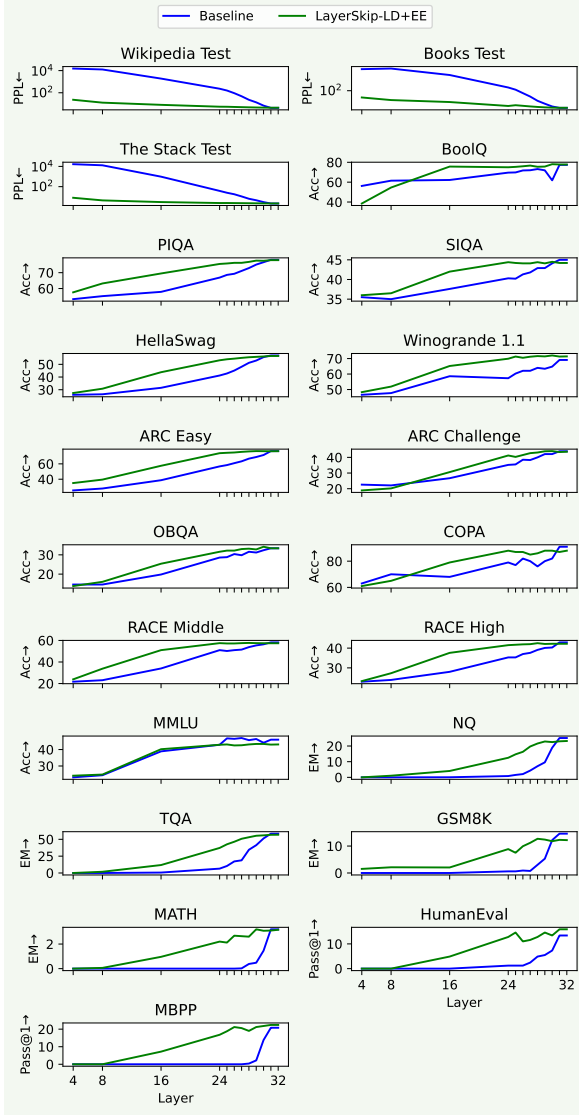 Baseline LayerSkip-LD+EE
Wikipedia Test
PPL←
10⁴
10²
Books Test
PPL←
10²
The Stack Test
PPL←
10⁴
10²
BoolQ
Acc→
80
60
40
PIQA
Acc→
70
60
SIQA
Acc→
45
40
35
HellaSwag
Acc→
50
40
30
Winogrande 1.1
Acc→
70
60
50
ARC Easy
Acc→
60
40
ARC Challenge
Acc→
40
30
20
OBQA
Acc→
30
20
COPA
Acc→
80
60
RACE Middle
Acc→
60
40
20
RACE High
Acc→
40
30
MMLU
Acc→
40
30
NQ
EM→
20
10
0
TQA
EM→
50
25
0
GSM8K
EM→
10
0
MATH
EM→
2
0
HumanEval
Pass@1→
10
0
4 8 16 24 32
Layer
MBPP
Pass@1→
20
10
0
4 8 16 24 32
Layer